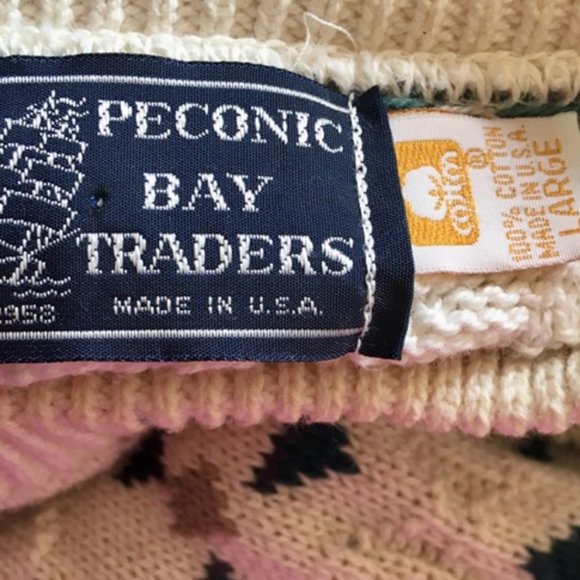 PECONIC
BAY
TRADERS
MADE IN U.S.A.
1958
cotton
100% COTTON
MADE IN U.S.A.
LARGE